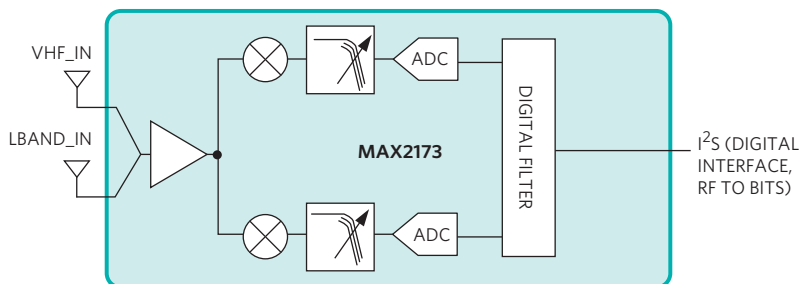 VHF_IN
LBAND_IN
ADC
MAX2173
ADC
DIGITAL FILTER
I²S (DIGITAL
INTERFACE,
RF TO BITS)